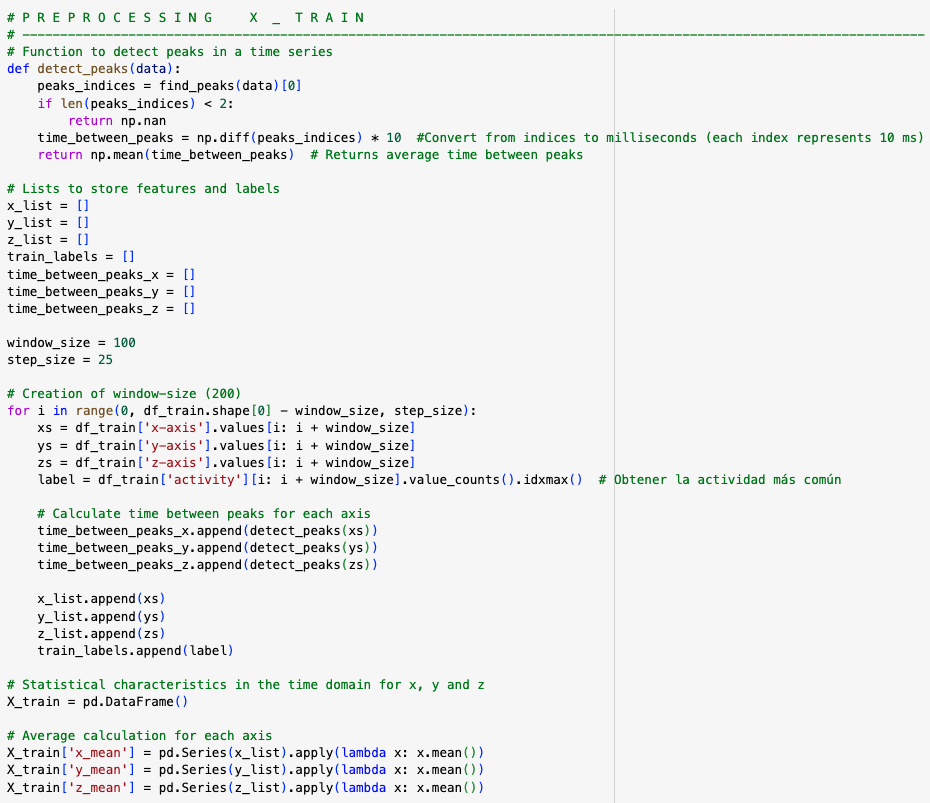 # P R E P R O C E S S I N G    X _ T R A I N
# -----------------------------------------------------------------------------------------------------------------------
# Function to detect peaks in a time series
def detect_peaks(data):
    peaks_indices = find_peaks(data)[0]
    if len(peaks_indices) < 2:
        return np.nan
    time_between_peaks = np.diff(peaks_indices) * 10  #Convert from indices to milliseconds (each index represents 10 ms)
    return np.mean(time_between_peaks)  # Returns average time between peaks

# Lists to store features and labels
x_list = []
y_list = []
z_list = []
train_labels = []
time_between_peaks_x = []
time_between_peaks_y = []
time_between_peaks_z = []

window_size = 100
step_size = 25

# Creation of window-size (200)
for i in range(0, df_train.shape[0] - window_size, step_size):
    xs = df_train['x-axis'].values[i: i + window_size]
    ys = df_train['y-axis'].values[i: i + window_size]
    zs = df_train['z-axis'].values[i: i + window_size]
    label = df_train['activity'][i: i + window_size].value_counts().idxmax()  # Obtener la actividad más común

    # Calculate time between peaks for each axis
    time_between_peaks_x.append(detect_peaks(xs))
    time_between_peaks_y.append(detect_peaks(ys))
    time_between_peaks_z.append(detect_peaks(zs))

    x_list.append(xs)
    y_list.append(ys)
    z_list.append(zs)
    train_labels.append(label)

# Statistical characteristics in the time domain for x, y and z
X_train = pd.DataFrame()

# Average calculation for each axis
X_train['x_mean'] = pd.Series(x_list).apply(lambda x: x.mean())
X_train['y_mean'] = pd.Series(y_list).apply(lambda x: x.mean())
X_train['z_mean'] = pd.Series(z_list).apply(lambda x: x.mean())